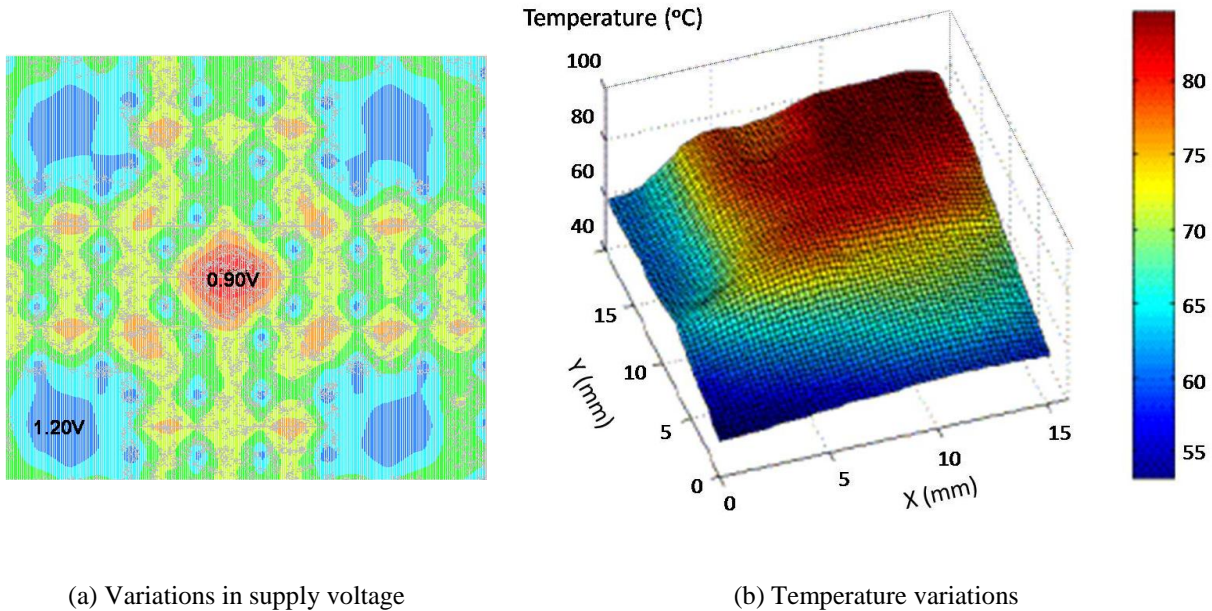 Temperature (ºC)
100
80
60
40
15
10
5
0
Y (mm)
0
5
10
15
X (mm)
80
75
70
65
60
55
0.90V
1.20V
(a) Variations in supply voltage
(b) Temperature variations